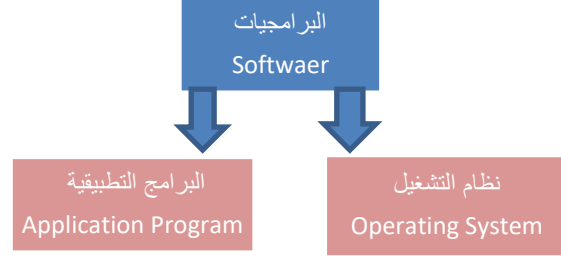 البرامجيات
Softwaer
نظام التشغيل
Operating System
البرامج التطبيقية
Application Program